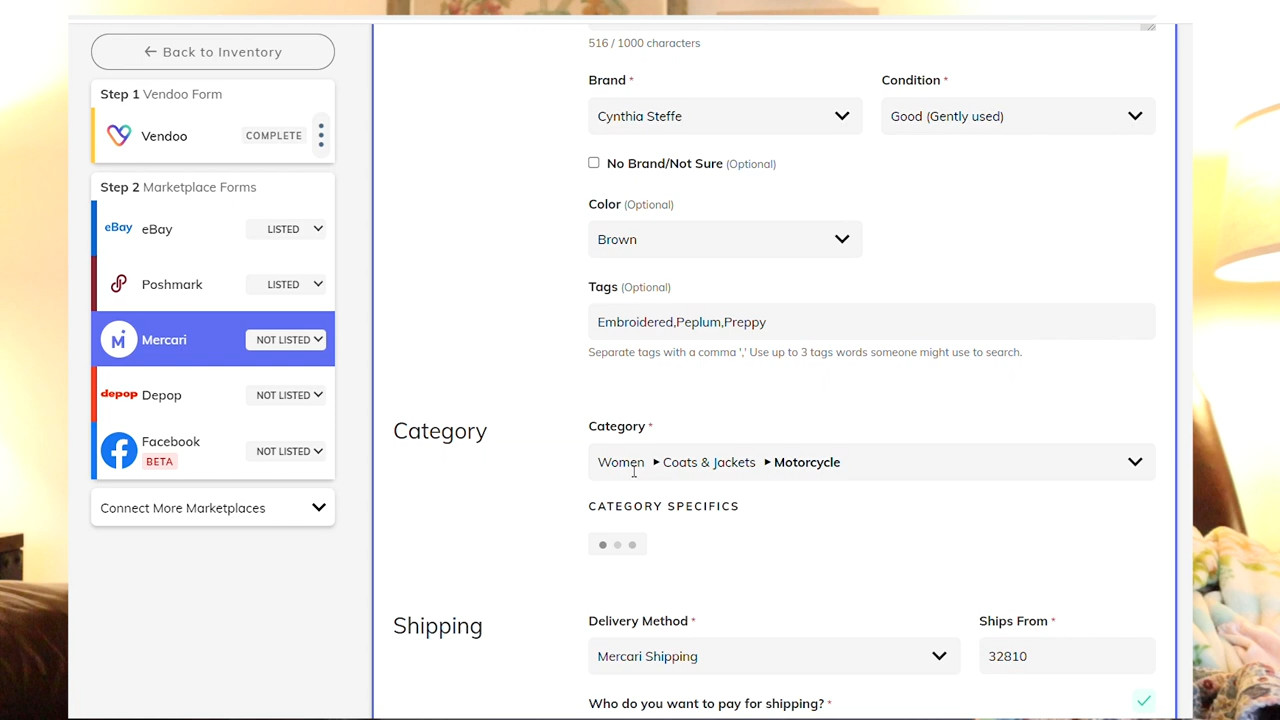 ← Back to Inventory
Step 1 Vendoo Form
Vendoo COMPLETE
Step 2 Marketplace Forms
eBay eBay LISTED
Poshmark LISTED
Mercari NOT LISTED
depop Depop NOT LISTED
Facebook NOT LISTED
BETA
Connect More Marketplaces
516 / 1000 characters
Brand * Condition *
Cynthia Steffe Good (Gently used)
No Brand/Not Sure (Optional)
Color (Optional)
Brown
Tags (Optional)
Embroidered,Peplum,Preppy
Separate tags with a comma ',' Use up to 3 tags words someone might use to search.
Category
Category *
Women ▸ Coats & Jackets ▸ Motorcycle
CATEGORY SPECIFICS
Shipping
Delivery Method * Ships From *
Mercari Shipping 32810
Who do you want to pay for shipping? *